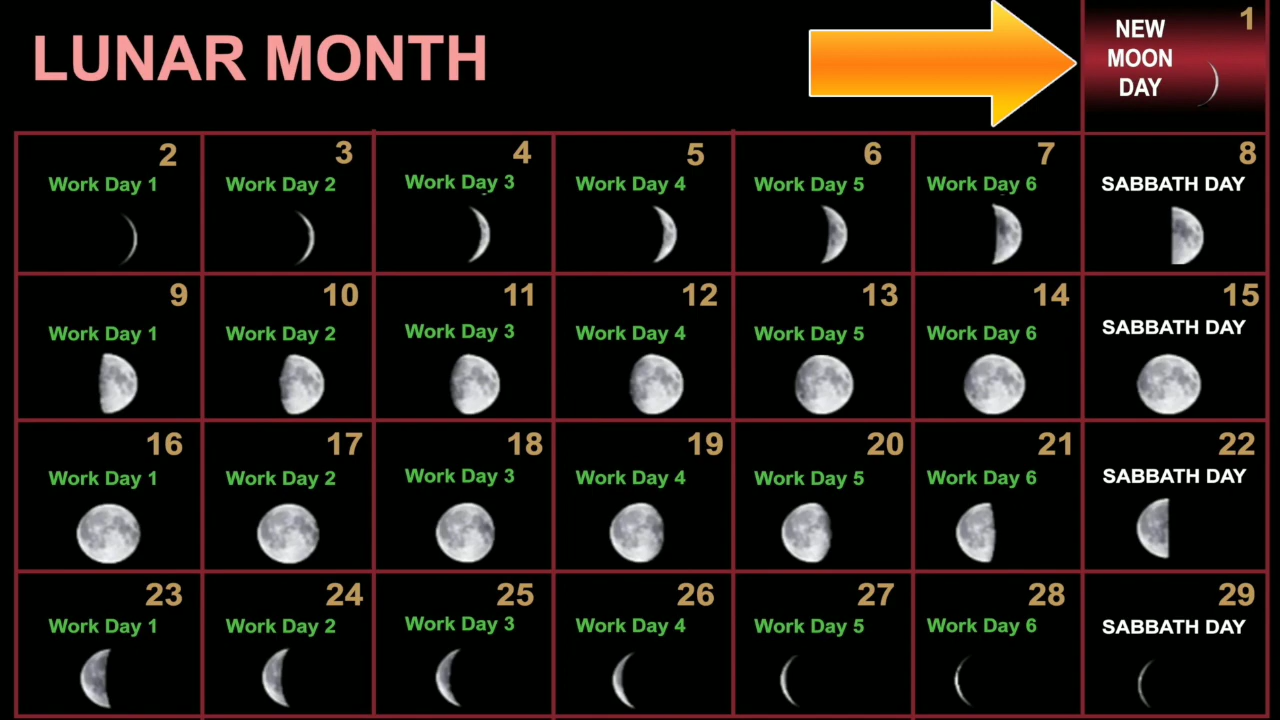 LUNAR MONTH
1
NEW
MOON
DAY
2 3 4 5 6 7 8
Work Day 1 Work Day 2 Work Day 3 Work Day 4 Work Day 5 Work Day 6 SABBATH DAY
9 10 11 12 13 14 15
Work Day 1 Work Day 2 Work Day 3 Work Day 4 Work Day 5 Work Day 6 SABBATH DAY
16 17 18 19 20 21 22
Work Day 1 Work Day 2 Work Day 3 Work Day 4 Work Day 5 Work Day 6 SABBATH DAY
23 24 25 26 27 28 29
Work Day 1 Work Day 2 Work Day 3 Work Day 4 Work Day 5 Work Day 6 SABBATH DAY